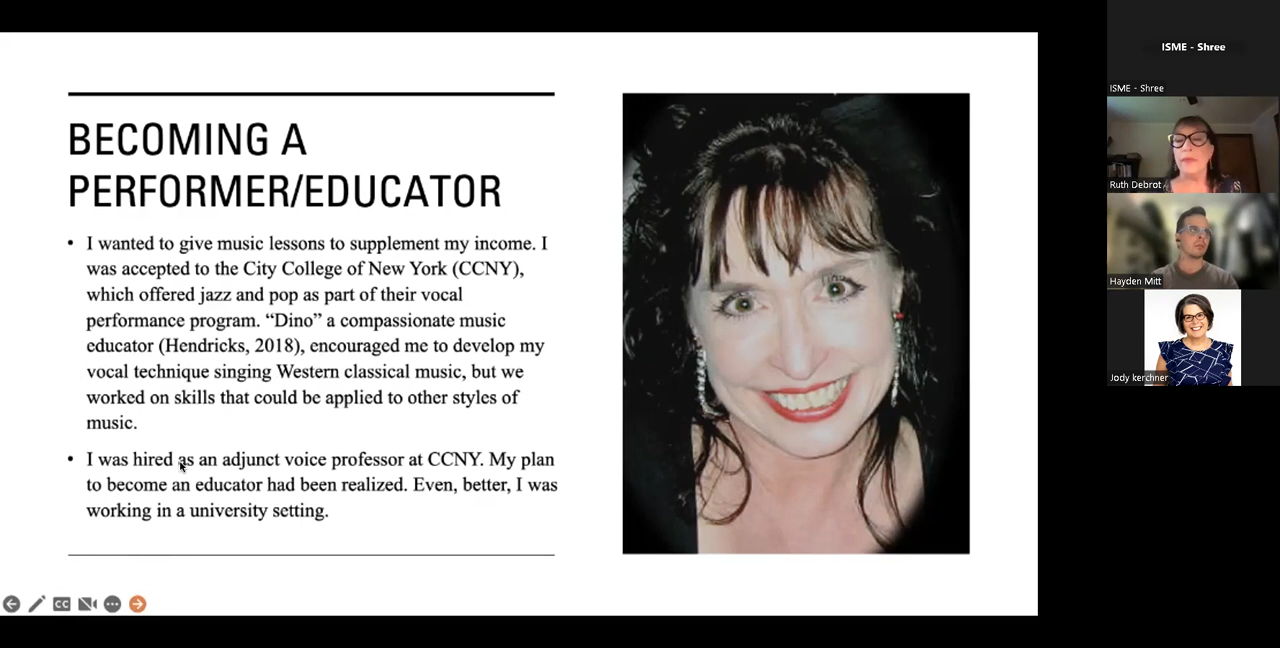 BECOMING A
PERFORMER/EDUCATOR
• I wanted to give music lessons to supplement my income. I
was accepted to the City College of New York (CCNY),
which offered jazz and pop as part of their vocal
performance program. “Dino” a compassionate music
educator (Hendricks, 2018), encouraged me to develop my
vocal technique singing Western classical music, but we
worked on skills that could be applied to other styles of
music.
• I was hired as an adjunct voice professor at CCNY. My plan
to become an educator had been realized. Even, better, I was
working in a university setting.
CC
ISME - Shree
ISME - Shree
Ruth Debrot
Hayden Mitt
Jody kerchner